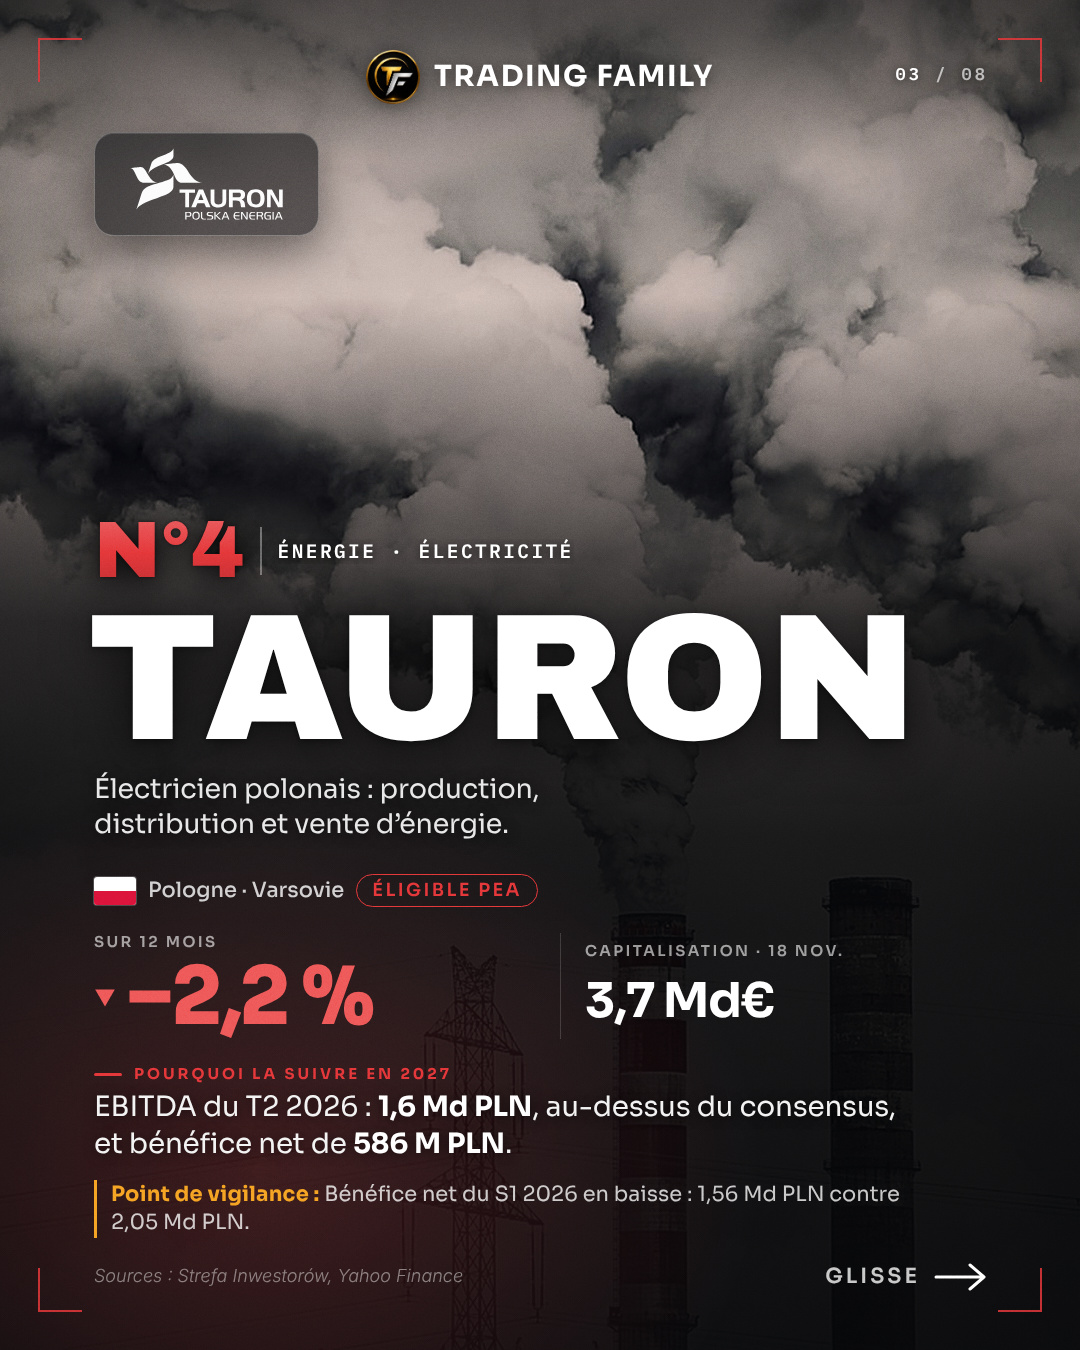 TF TRADING FAMILY
03 / 08
TAURON
POLSKA ENERGIA
N°4
ÉNERGIE · ÉLECTRICITÉ
TAURON
Électricien polonais : production,
distribution et vente d’énergie.
Pologne · Varsovie ÉLIGIBLE PEA
SUR 12 MOIS
▼ −2,2 %
CAPITALISATION · 18 NOV.
3,7 Md€
POURQUOI LA SUIVRE EN 2027
EBITDA du T2 2026 : 1,6 Md PLN, au-dessus du consensus,
et bénéfice net de 586 M PLN.
Point de vigilance : Bénéfice net du S1 2026 en baisse : 1,56 Md PLN contre
2,05 Md PLN.
Sources : Strefa Inwestorów, Yahoo Finance
GLISSE →